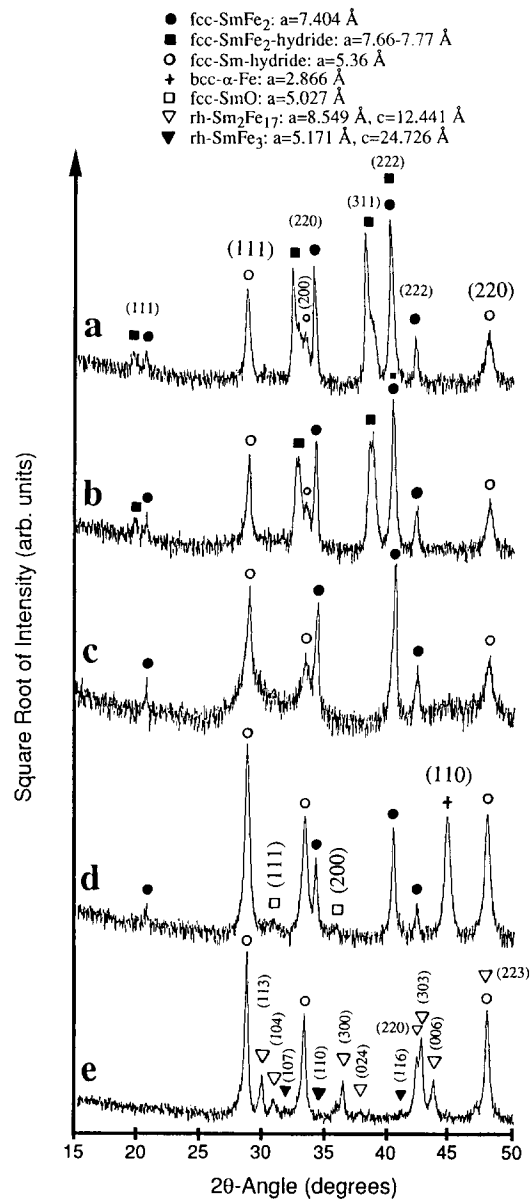 ● fcc-SmFe₂: a=7.404 Å
■ fcc-SmFe₂-hydride: a=7.66-7.77 Å
○ fcc-Sm-hydride: a=5.36 Å
+ bcc-α-Fe: a=2.866 Å
□ fcc-SmO: a=5.027 Å
▽ rh-Sm₂Fe₁₇: a=8.549 Å, c=12.441 Å
▼ rh-SmFe₃: a=5.171 Å, c=24.726 Å
(222)
(311)
(220)
(111)
(200)
(222)
(220)
(111)
a
b
c
(110)
(111)
(200)
d
(223)
(113)
(104)
(107)
(110)
(300)
(024)
(220)
(303)
(006)
(116)
e
Square Root of Intensity (arb. units)
15 20 25 30 35 40 45 50
2θ-Angle (degrees)